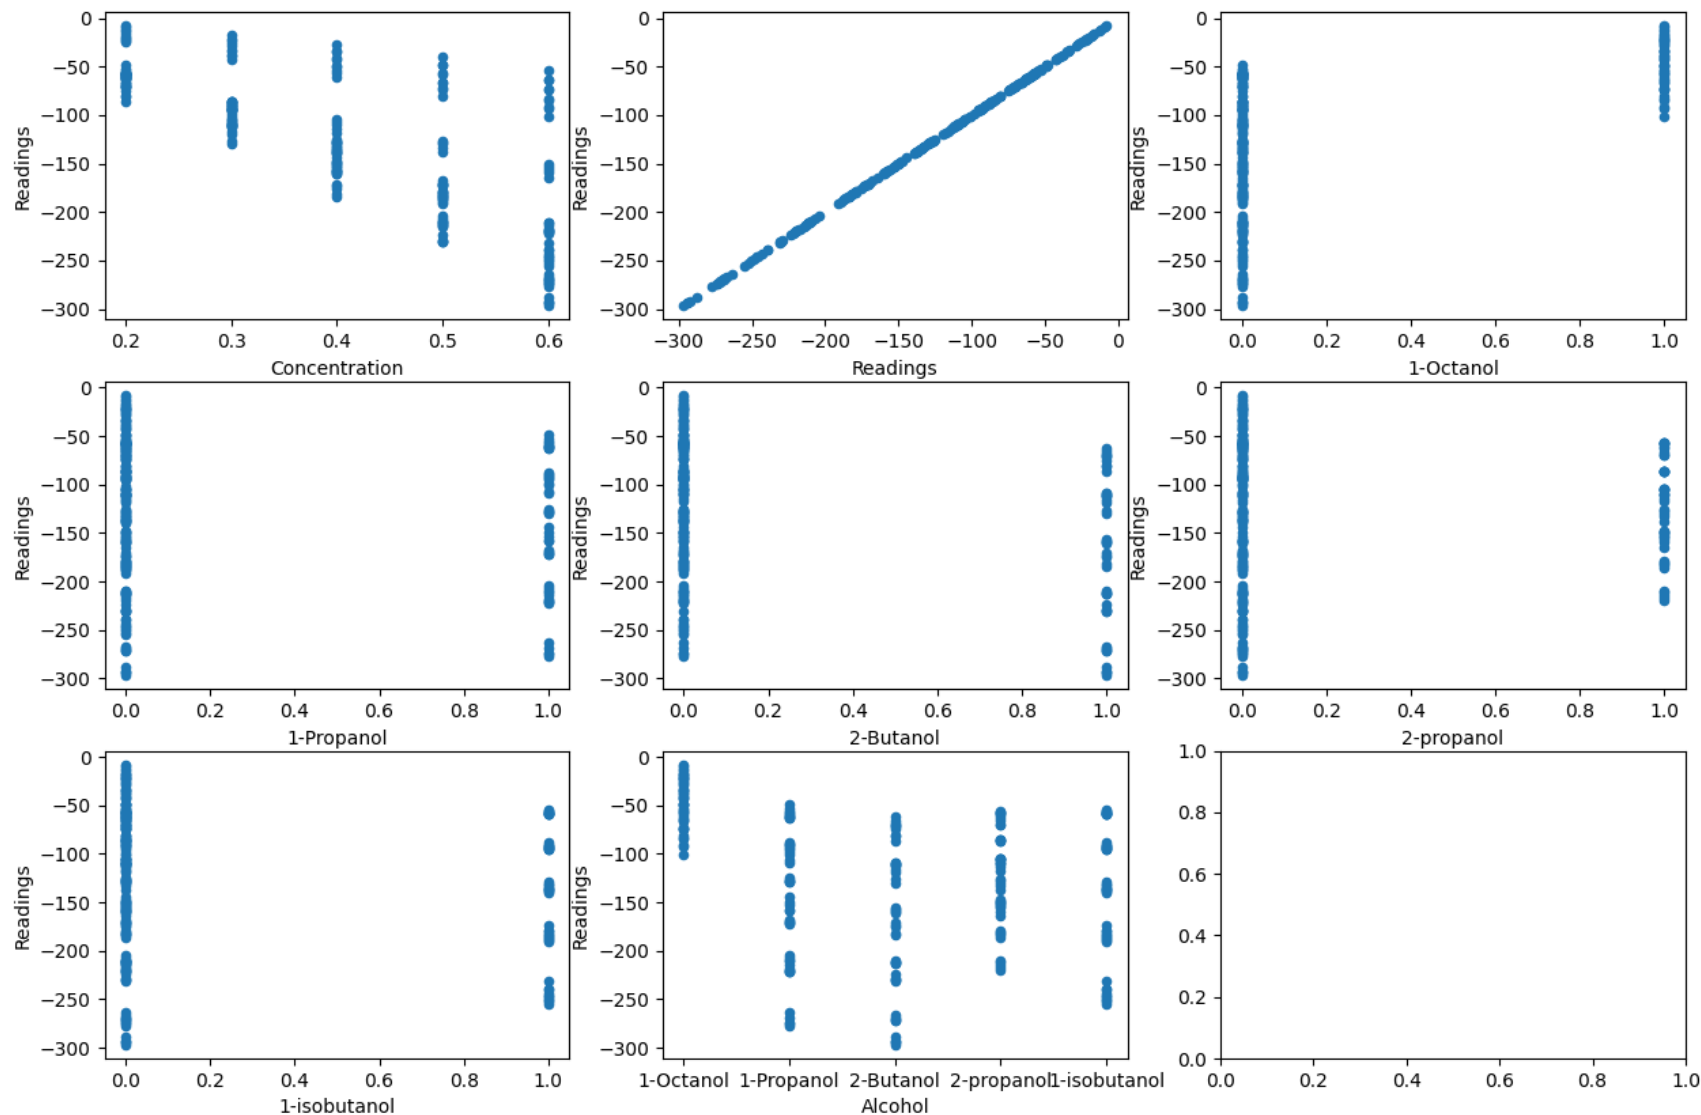 0
−50
−100
−150
−200
−250
−300
Readings
0.2 0.3 0.4 0.5 0.6
Concentration
0
−50
−100
−150
−200
−250
−300
Readings
−300 −250 −200 −150 −100 −50 0
Readings
0
−50
−100
−150
−200
−250
−300
Readings
0.0 0.2 0.4 0.6 0.8 1.0
1-Octanol
0
−50
−100
−150
−200
−250
−300
Readings
0.0 0.2 0.4 0.6 0.8 1.0
1-Propanol
0
−50
−100
−150
−200
−250
−300
Readings
0.0 0.2 0.4 0.6 0.8 1.0
2-Butanol
0
−50
−100
−150
−200
−250
−300
Readings
0.0 0.2 0.4 0.6 0.8 1.0
2-propanol
0
−50
−100
−150
−200
−250
−300
Readings
0.0 0.2 0.4 0.6 0.8 1.0
1-isobutanol
0
−50
−100
−150
−200
−250
−300
Readings
1-Octanol 1-Propanol 2-Butanol 2-propanol 1-isobutanol
Alcohol
1.0
0.8
0.6
0.4
0.2
0.0
0.0 0.2 0.4 0.6 0.8 1.0